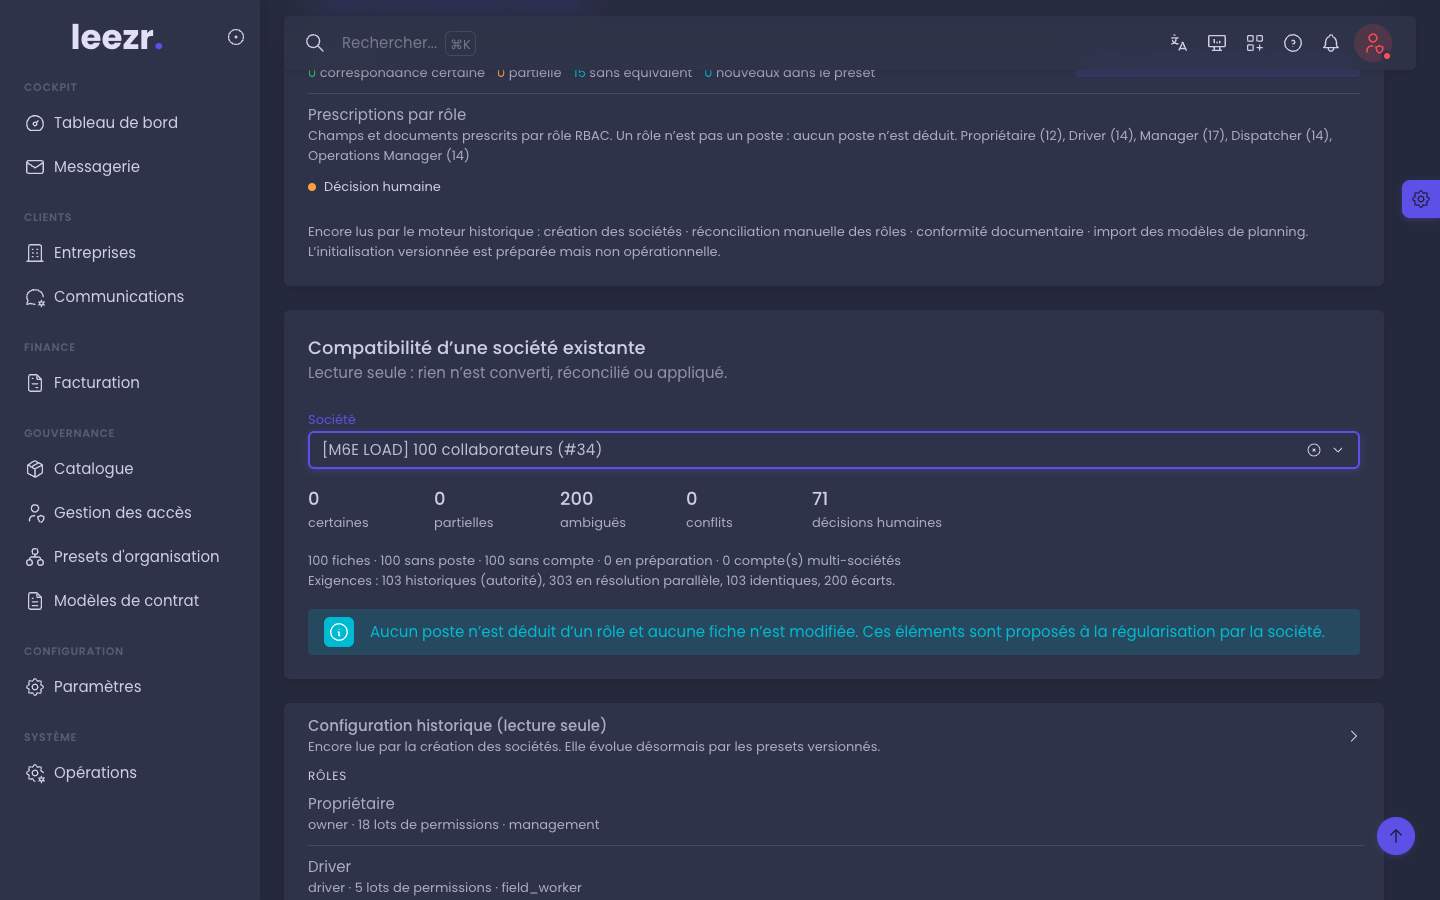 leezr.
Rechercher... ⌘K
COCKPIT
Tableau de bord
Messagerie
CLIENTS
Entreprises
Communications
FINANCE
Facturation
GOUVERNANCE
Catalogue
Gestion des accès
Presets d'organisation
Modèles de contrat
CONFIGURATION
Paramètres
SYSTÈME
Opérations
0 correspondance certaine 0 partielle 15 sans équivalent 0 nouveaux dans le preset
Prescriptions par rôle
Champs et documents prescrits par rôle RBAC. Un rôle n’est pas un poste : aucun poste n’est déduit. Propriétaire (12), Driver (14), Manager (17), Dispatcher (14),
Operations Manager (14)
Décision humaine
Encore lus par le moteur historique : création des sociétés · réconciliation manuelle des rôles · conformité documentaire · import des modèles de planning.
L’initialisation versionnée est préparée mais non opérationnelle.
Compatibilité d’une société existante
Lecture seule : rien n’est converti, réconcilié ou appliqué.
Société
[M6E LOAD] 100 collaborateurs (#34)
0 0 200 0 71
certaines partielles ambiguës conflits décisions humaines
100 fiches · 100 sans poste · 100 sans compte · 0 en préparation · 0 compte(s) multi-sociétés
Exigences : 103 historiques (autorité), 303 en résolution parallèle, 103 identiques, 200 écarts.
Aucun poste n’est déduit d’un rôle et aucune fiche n’est modifiée. Ces éléments sont proposés à la régularisation par la société.
Configuration historique (lecture seule)
Encore lue par la création des sociétés. Elle évolue désormais par les presets versionnés.
RÔLES
Propriétaire
owner · 18 lots de permissions · management
Driver
driver · 5 lots de permissions · field_worker